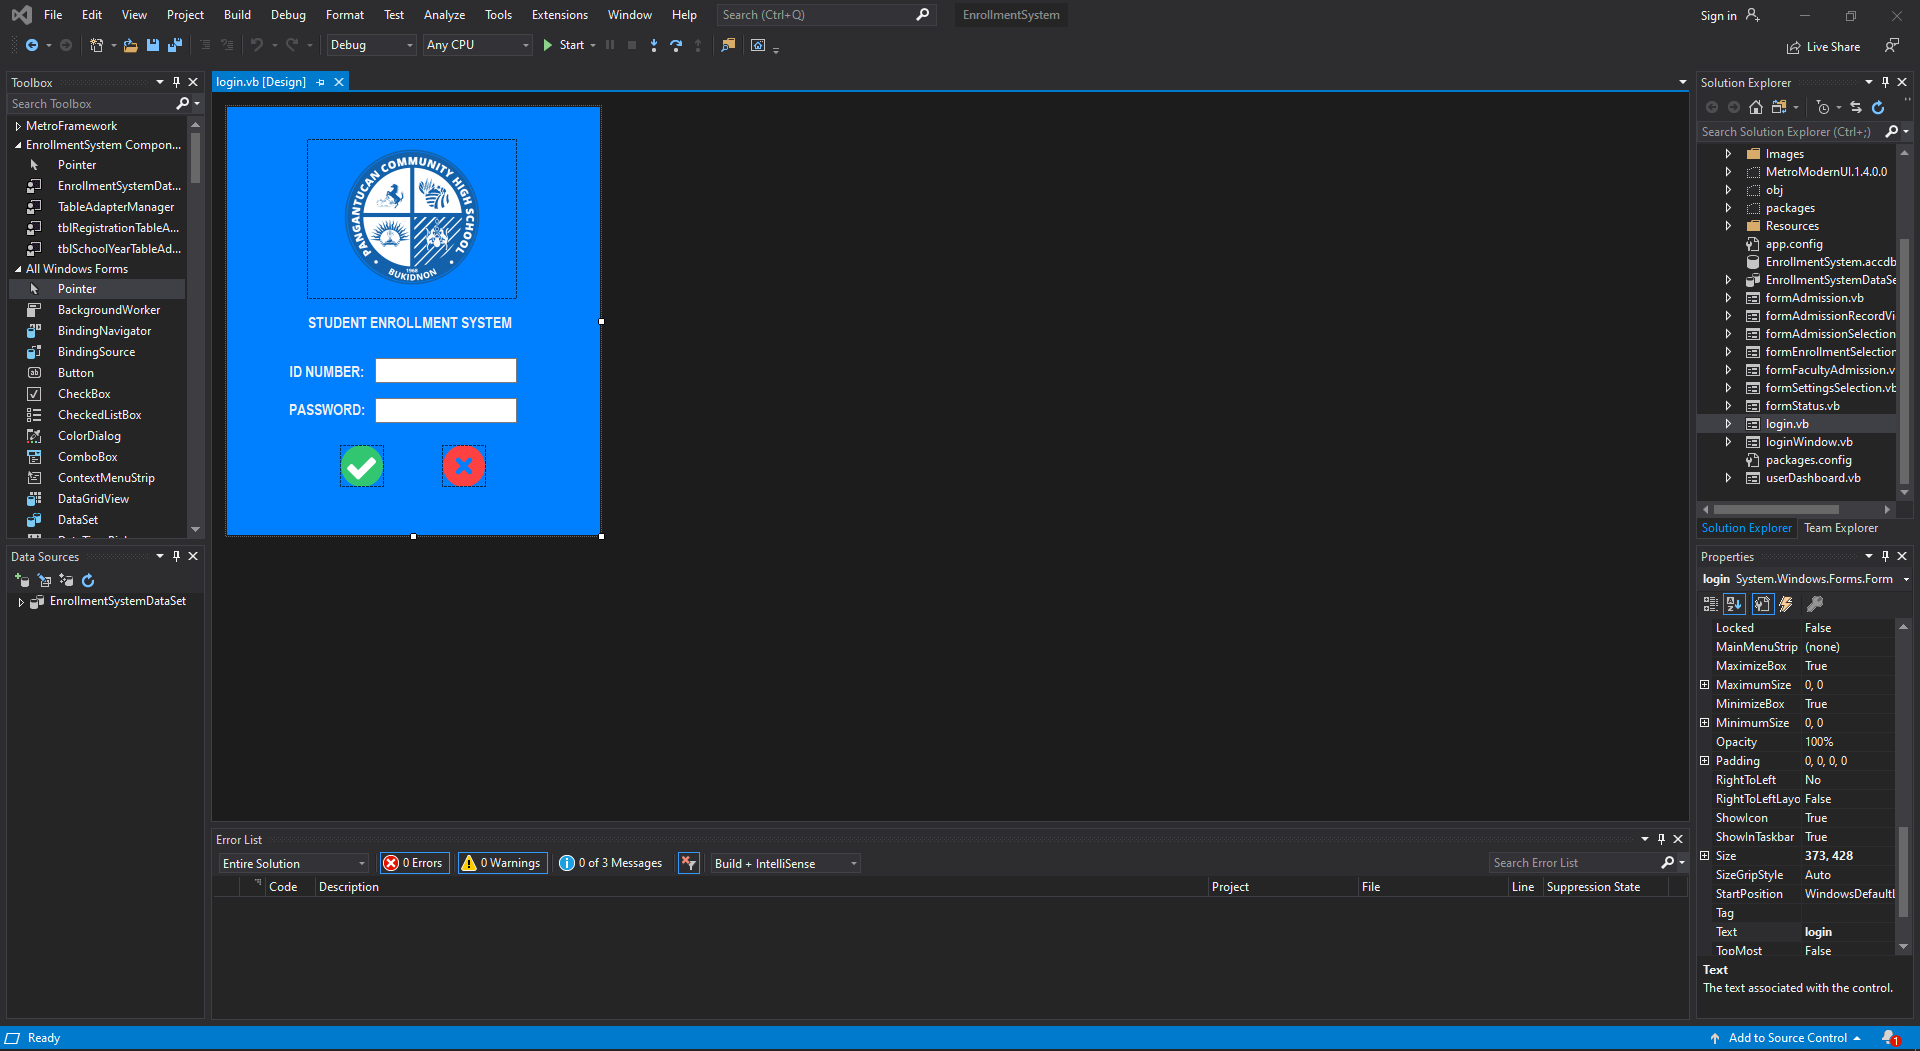 File Edit View Project Build Debug Format Test Analyze Tools Extensions Window Help Search (Ctrl+Q) EnrollmentSystem Sign in
Debug Any CPU Start Live Share
Toolbox
Search Toolbox
MetroFramework
EnrollmentSystem Compon...
Pointer
EnrollmentSystemDat...
TableAdapterManager
tblRegistrationTableA...
tblSchoolYearTableAd...
All Windows Forms
Pointer
BackgroundWorker
BindingNavigator
BindingSource
Button
CheckBox
CheckedListBox
ColorDialog
ComboBox
ContextMenuStrip
DataGridView
DataSet
Data Sources
EnrollmentSystemDataSet
login.vb [Design]
PANGANTUCAN COMMUNITY HIGH SCHOOL
1968
BUKIDNON
STUDENT ENROLLMENT SYSTEM
ID NUMBER:
PASSWORD:
Error List
Entire Solution 0 Errors 0 Warnings 0 of 3 Messages Build + IntelliSense Search Error List
Code Description Project File Line Suppression State
Solution Explorer
Search Solution Explorer (Ctrl+;)
Images
MetroModernUI.1.4.0.0
obj
packages
Resources
app.config
EnrollmentSystem.accdb
EnrollmentSystemDataSe
formAdmission.vb
formAdmissionRecordVi
formAdmissionSelection
formEnrollmentSelection
formFacultyAdmission.v
formSettingsSelection.vb
formStatus.vb
login.vb
loginWindow.vb
packages.config
userDashboard.vb
Solution Explorer Team Explorer
Properties
login System.Windows.Forms.Form
Locked False
MainMenuStrip (none)
MaximizeBox True
MaximumSize 0, 0
MinimizeBox True
MinimumSize 0, 0
Opacity 100%
Padding 0, 0, 0, 0
RightToLeft No
RightToLeftLayo False
ShowIcon True
ShowInTaskbar True
Size 373, 428
SizeGripStyle Auto
StartPosition WindowsDefaultL
Tag
Text login
TopMost False
Text
The text associated with the control.
Ready Add to Source Control 1